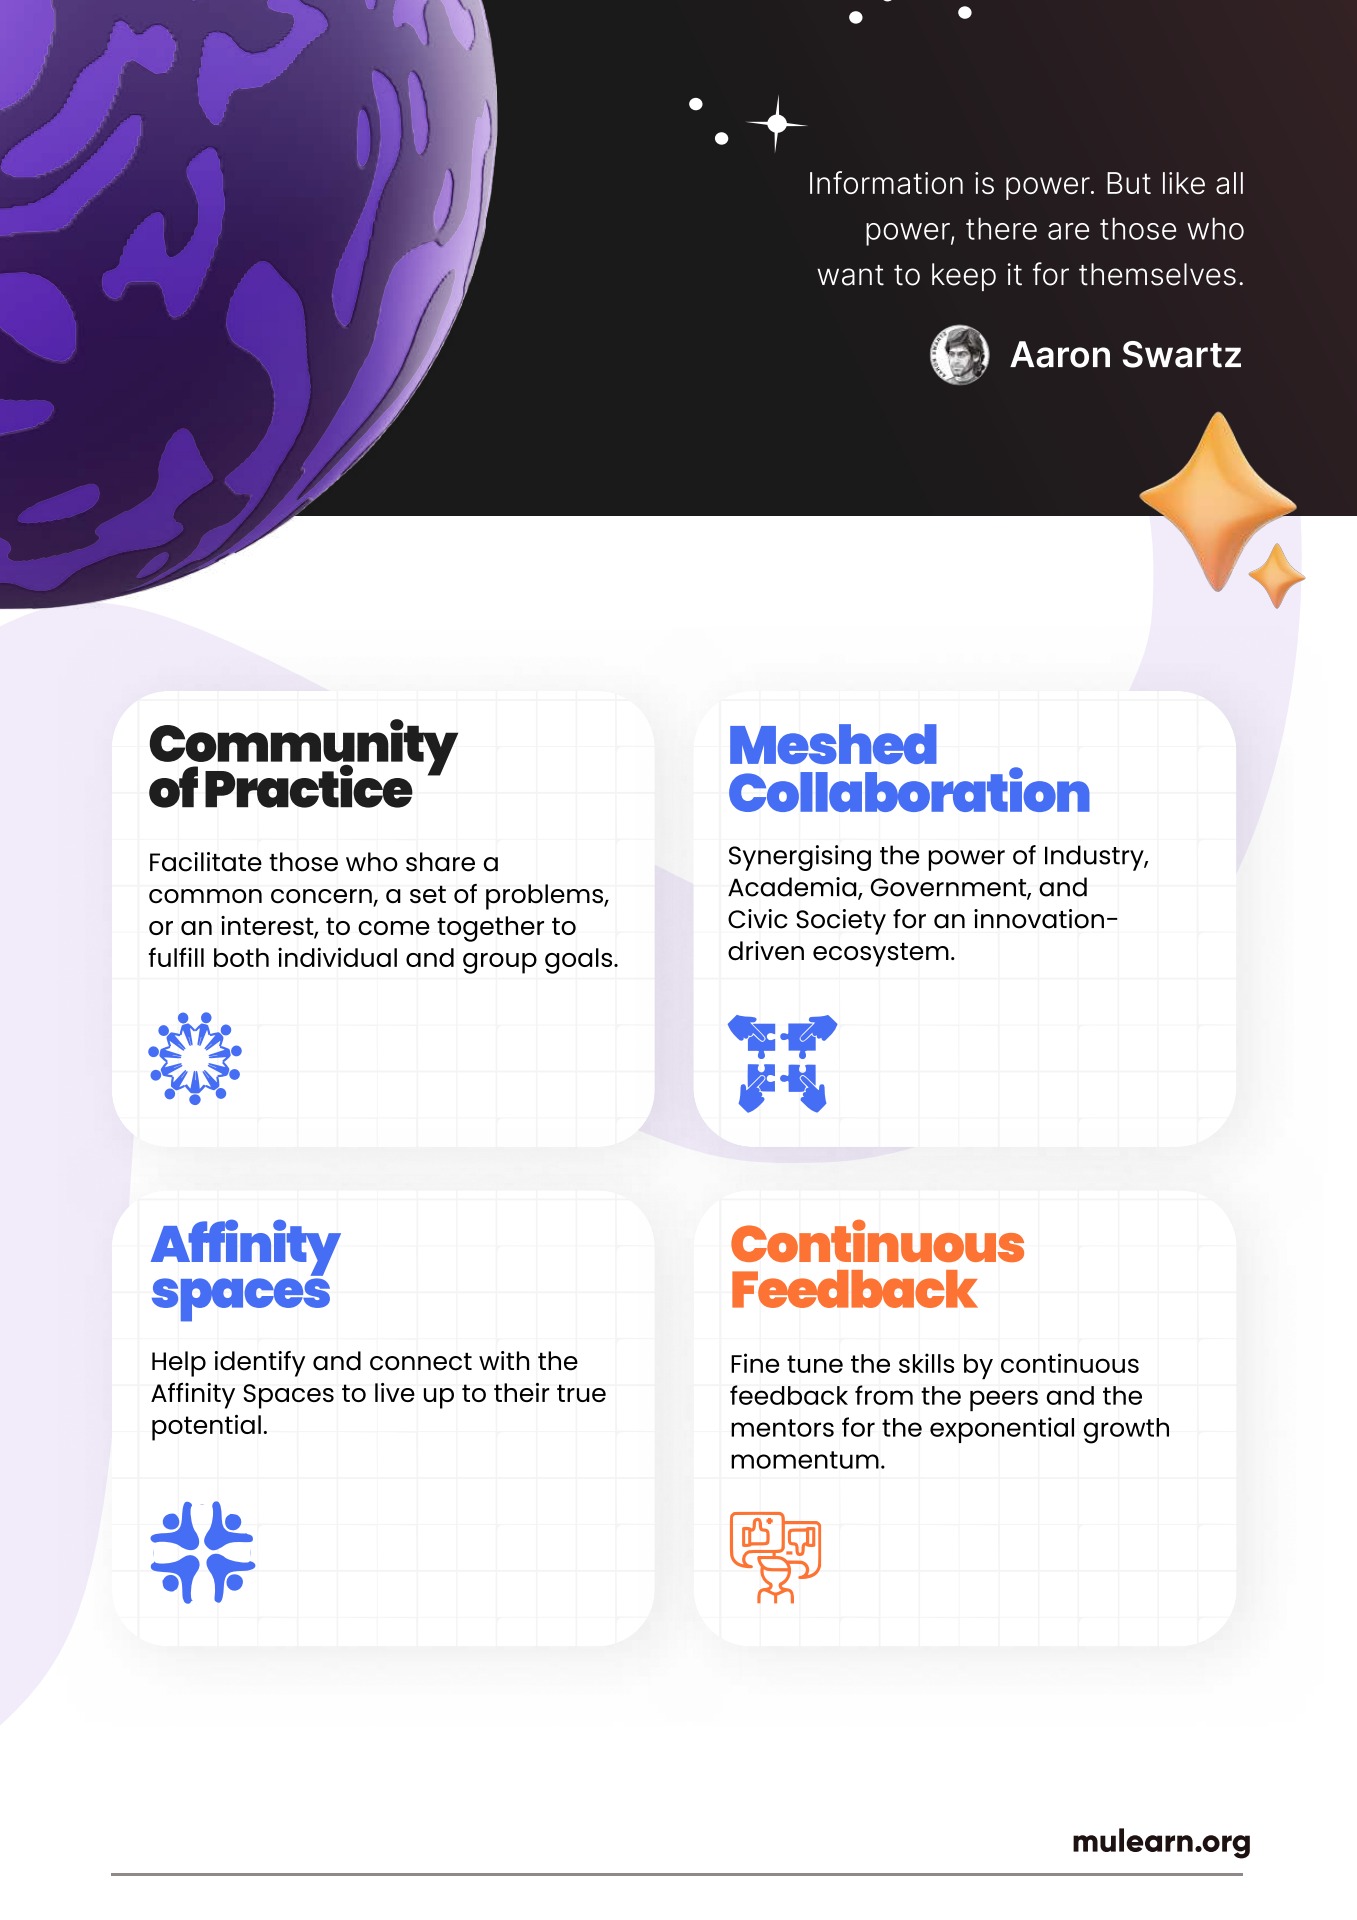 Information is power. But like all
power, there are those who
want to keep it for themselves.
Aaron Swartz
Community
of Practice
Facilitate those who share a
common concern, a set of problems,
or an interest, to come together to
fulfill both individual and group goals.
Meshed
Collaboration
Synergising the power of Industry,
Academia, Government, and
Civic Society for an innovation-
driven ecosystem.
Affinity
spaces
Help identify and connect with the
Affinity Spaces to live up to their true
potential.
Continuous
Feedback
Fine tune the skills by continuous
feedback from the peers and the
mentors for the exponential growth
momentum.
mulearn.org